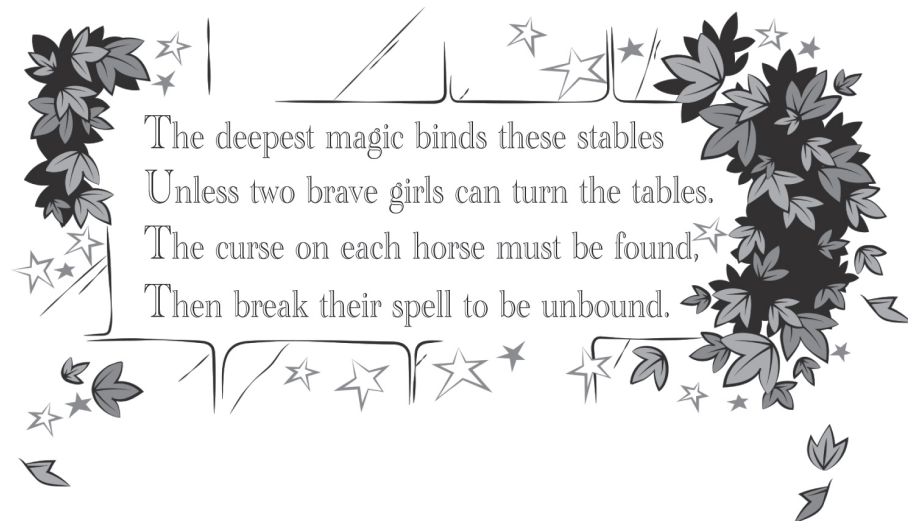 The deepest magic binds these stables
Unless two brave girls can turn the tables.
The curse on each horse must be found,
Then break their spell to be unbound.